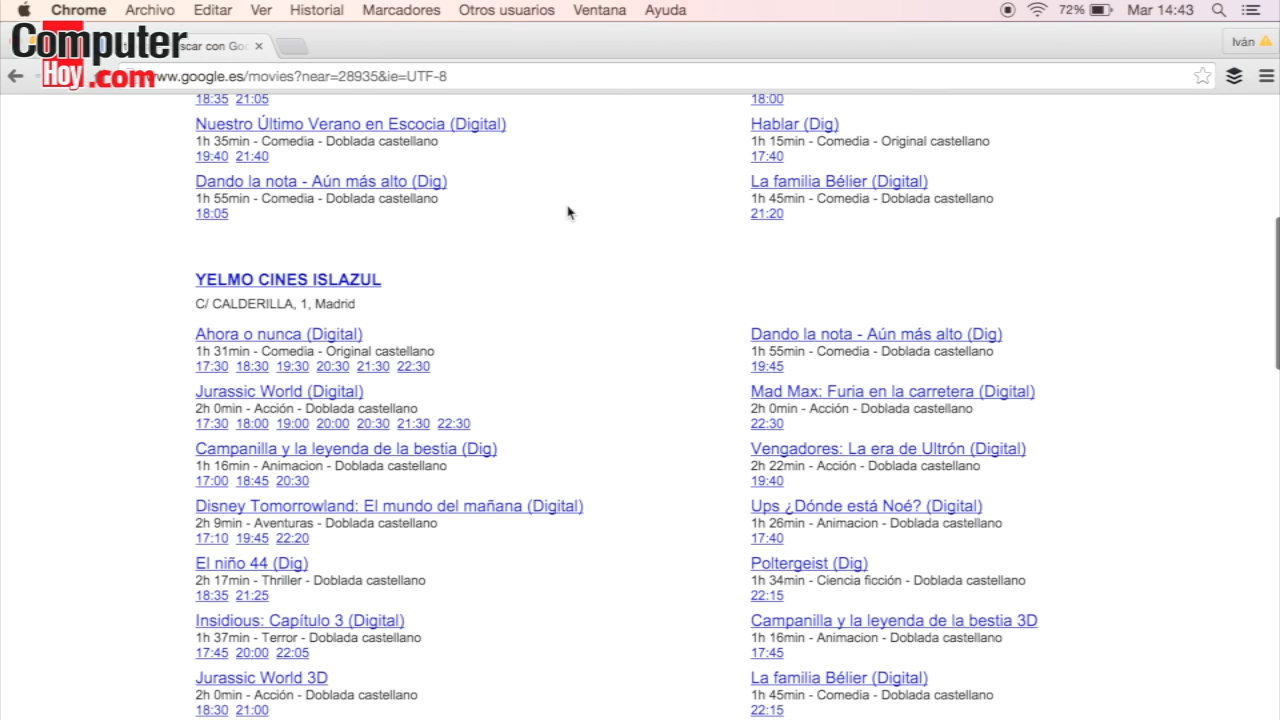 Chrome Archivo Editar Ver Historial Marcadores Otros usuarios Ventana Ayuda 72% Mar 14:43
Computer
Hoy.com
scar con Goo
Iván
www.google.es/movies?near=28935&ie=UTF-8
18:35 21:05
Nuestro Último Verano en Escocia (Digital)
1h 35min - Comedia - Doblada castellano
19:40 21:40
Dando la nota - Aún más alto (Dig)
1h 55min - Comedia - Doblada castellano
18:05
18:00
Hablar (Dig)
1h 15min - Comedia - Original castellano
17:40
La familia Bélier (Digital)
1h 45min - Comedia - Doblada castellano
21:20
YELMO CINES ISLAZUL
C/ CALDERILLA, 1, Madrid
Ahora o nunca (Digital)
1h 31min - Comedia - Original castellano
17:30 18:30 19:30 20:30 21:30 22:30
Jurassic World (Digital)
2h 0min - Acción - Doblada castellano
17:30 18:00 19:00 20:00 20:30 21:30 22:30
Campanilla y la leyenda de la bestia (Dig)
1h 16min - Animacion - Doblada castellano
17:00 18:45 20:30
Disney Tomorrowland: El mundo del mañana (Digital)
2h 9min - Aventuras - Doblada castellano
17:10 19:45 22:20
El niño 44 (Dig)
2h 17min - Thriller - Doblada castellano
18:35 21:25
Insidious: Capítulo 3 (Digital)
1h 37min - Terror - Doblada castellano
17:45 20:00 22:05
Jurassic World 3D
2h 0min - Acción - Doblada castellano
18:30 21:00
Dando la nota - Aún más alto (Dig)
1h 55min - Comedia - Doblada castellano
19:45
Mad Max: Furia en la carretera (Digital)
2h 0min - Acción - Doblada castellano
22:30
Vengadores: La era de Ultrón (Digital)
2h 22min - Acción - Doblada castellano
19:40
Ups ¿Dónde está Noé? (Digital)
1h 26min - Animacion - Doblada castellano
17:40
Poltergeist (Dig)
1h 34min - Ciencia ficción - Doblada castellano
22:15
Campanilla y la leyenda de la bestia 3D
1h 16min - Animacion - Doblada castellano
17:45
La familia Bélier (Digital)
1h 45min - Comedia - Doblada castellano
22:15